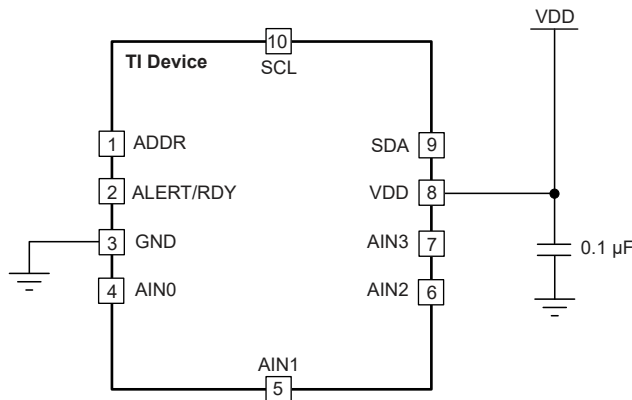 VDD
10
TI Device
SCL
1 ADDR
SDA 9
2 ALERT/RDY
VDD 8
3 GND
AIN3 7
0.1 µF
4 AIN0
AIN2 6
AIN1
5